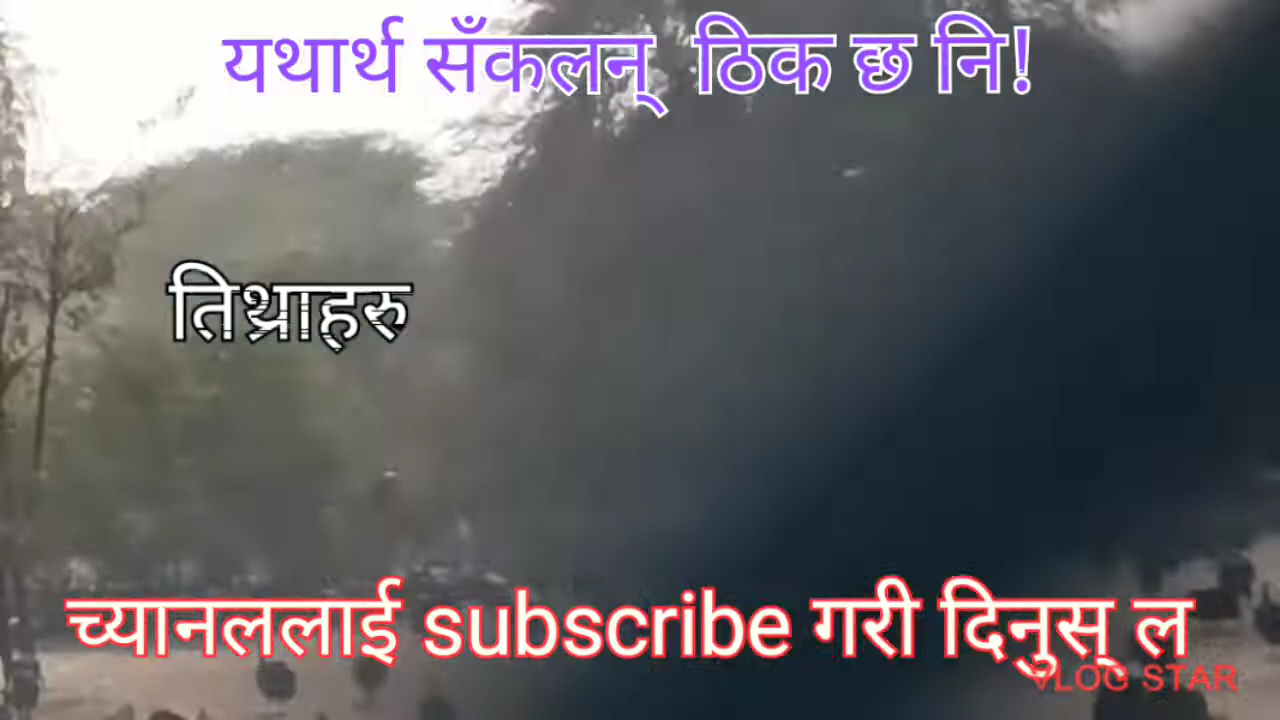 यथार्थ सँकलन् ठिक छ नि!
तिथ्राहरु
च्यानललाई subscribe गरी दिनुस् ल
VLOG STAR